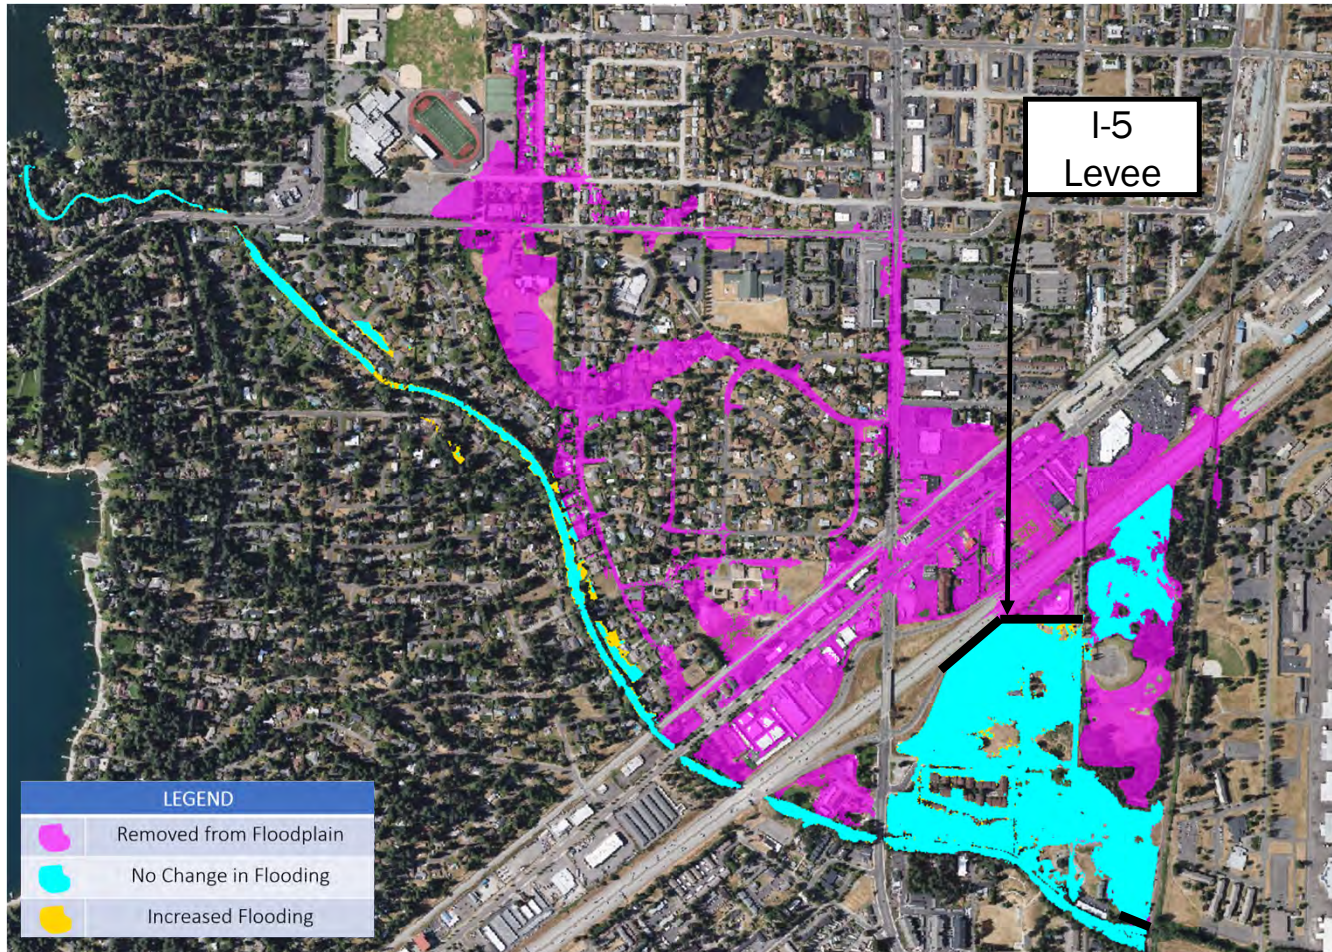 I-5
Levee
LEGEND
Removed from Floodplain
No Change in Flooding
Increased Flooding